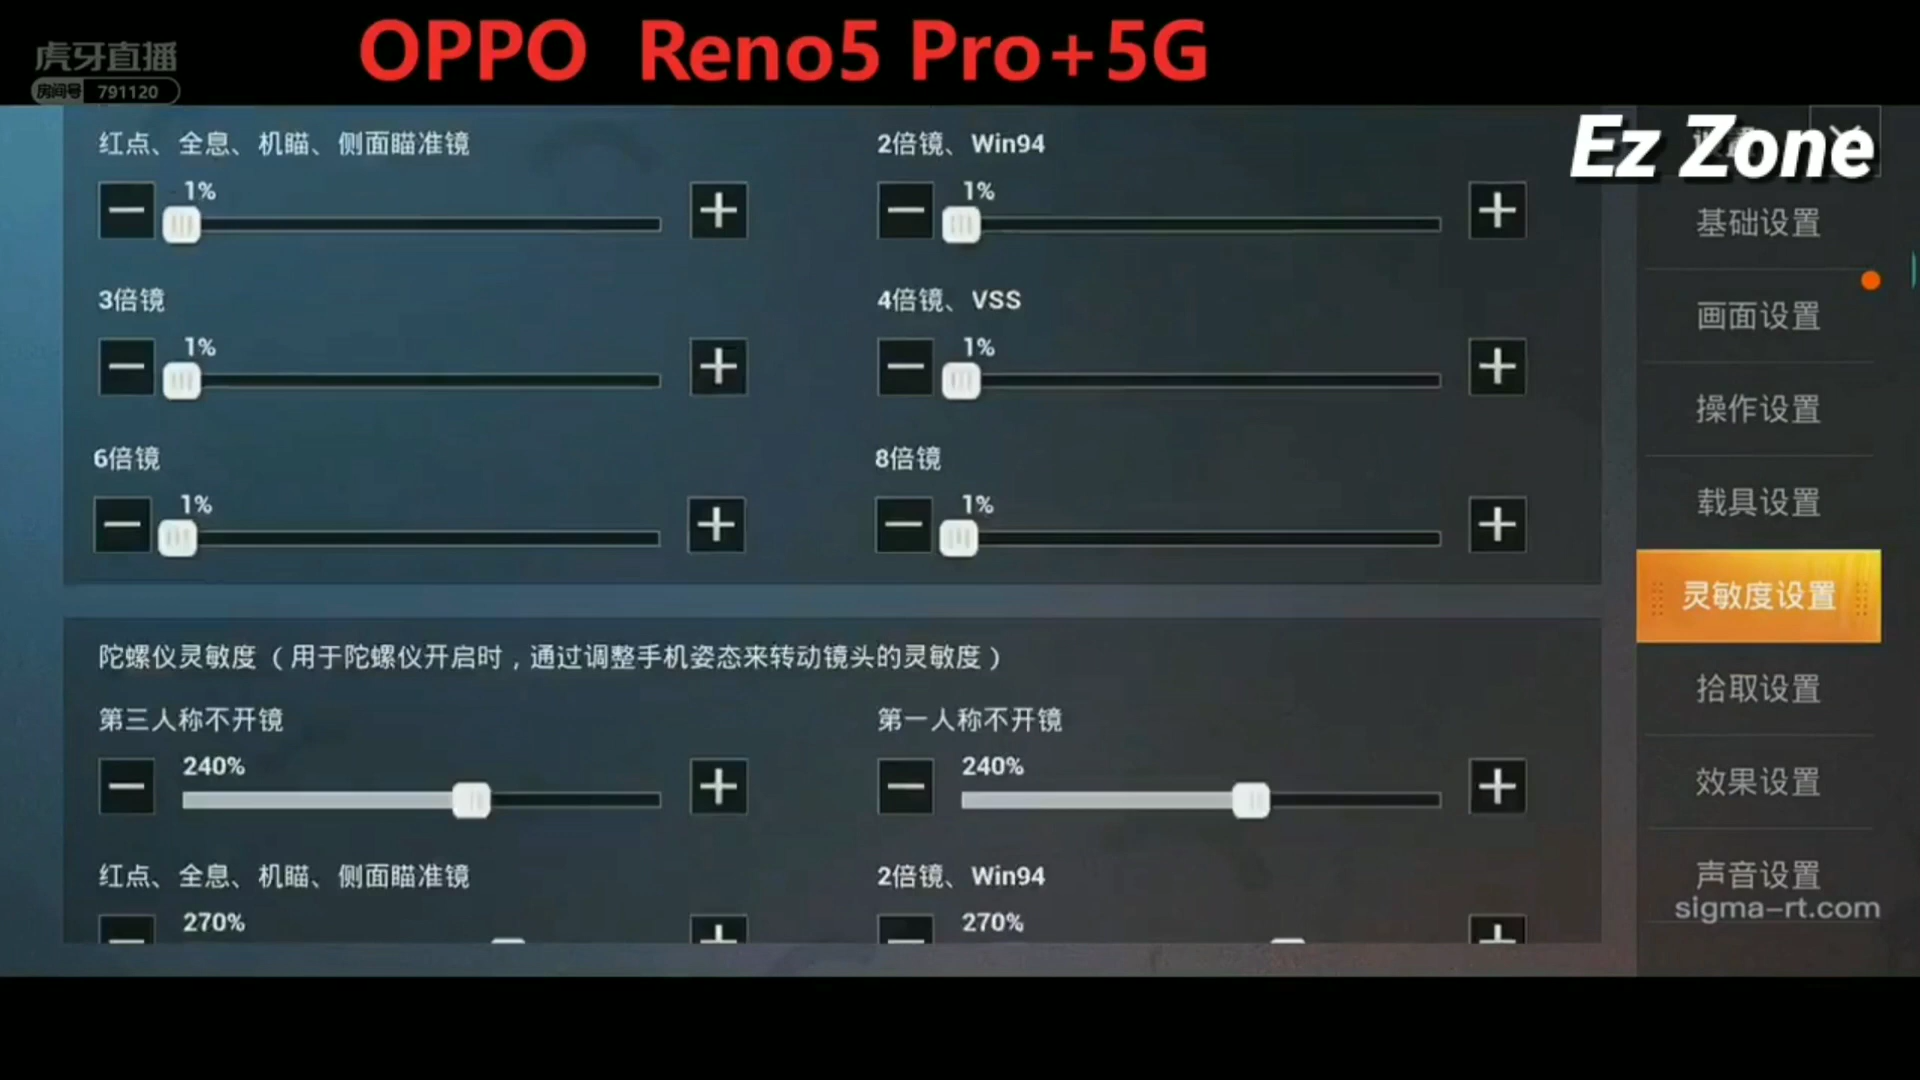 OPPO Reno5 Pro+5G
虎牙直播
房间号 791120
Ez Zone
红点、全息、机瞄、侧面瞄准镜
2倍镜、Win94
1%
1%
3倍镜
4倍镜、VSS
1%
1%
6倍镜
8倍镜
1%
1%
陀螺仪灵敏度（用于陀螺仪开启时，通过调整手机姿态来转动镜头的灵敏度）
第三人称不开镜
第一人称不开镜
240%
240%
红点、全息、机瞄、侧面瞄准镜
2倍镜、Win94
270%
270%
基础设置
画面设置
操作设置
载具设置
灵敏度设置
拾取设置
效果设置
声音设置
sigma-rt.com